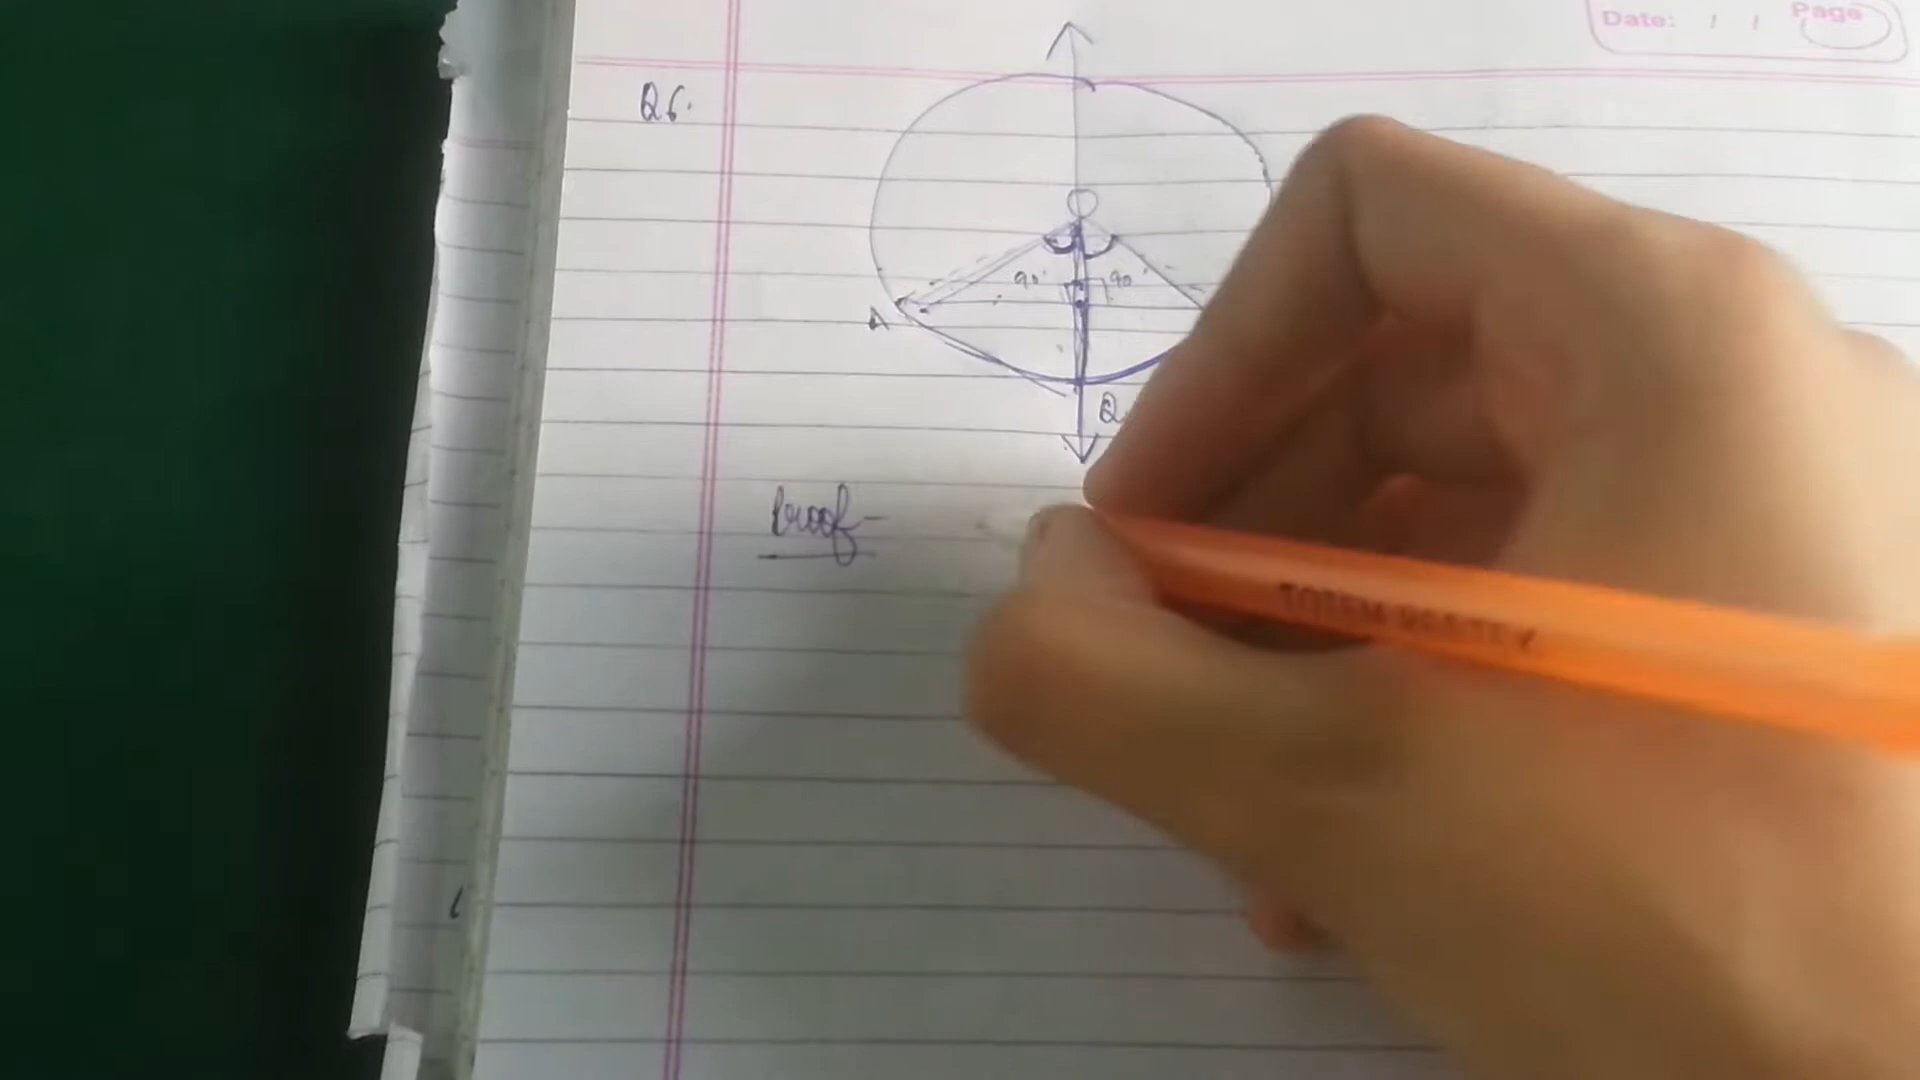 Date: / / Page
Q6.
O
90° 90°
A
Q
Proof-